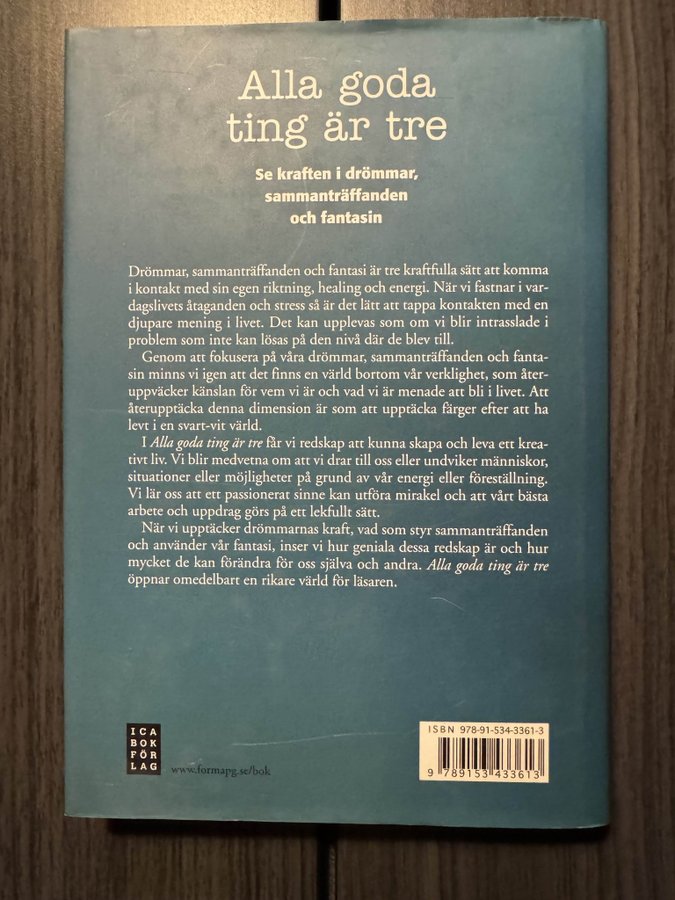 Alla goda
ting är tre
Se kraften i drömmar,
sammanträffanden
och fantasin
Drömmar, sammanträffanden och fantasi är tre kraftfulla sätt att komma
i kontakt med sin egen riktning, healing och energi. När vi fastnar i var-
dagslivets åtaganden och stress så är det lätt att tappa kontakten med en
djupare mening i livet. Det kan upplevas som om vi blir intrasslade i
problem som inte kan lösas på den nivå där de blev till.
Genom att fokusera på våra drömmar, sammanträffanden och fanta-
sin minns vi igen att det finns en värld bortom vår verklighet, som åter-
uppväcker känslan för vem vi är och vad vi är menade att bli i livet. Att
återupptäcka denna dimension är som att upptäcka färger efter att ha
levt i en svart-vit värld.
I Alla goda ting är tre får vi redskap att kunna skapa och leva ett krea-
tivt liv. Vi blir medvetna om att vi drar till oss eller undviker människor,
situationer eller möjligheter på grund av vår energi eller föreställning.
Vi lär oss att ett passionerat sinne kan utföra mirakel och att vårt bästa
arbete och uppdrag görs på ett lekfullt sätt.
När vi upptäcker drömmarnas kraft, vad som styr sammanträffanden
och använder vår fantasi, inser vi hur geniala dessa redskap är och hur
mycket de kan förändra för oss själva och andra. Alla goda ting är tre
öppnar omedelbart en rikare värld för läsaren.
ICA
BOK
FÖR
LAG
www.formapg.se/bok
ISBN 978-91-534-3361-3
9 789153 433613